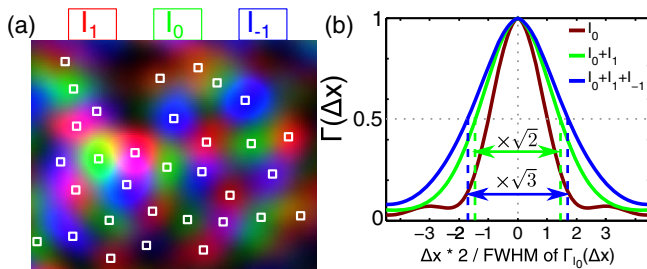 (a) I₁ I₀ I₋₁
(b)
Γ(Δx)
1
0.5
0
I₀
I₀+I₁
I₀+I₁+I₋₁
×√2
×√3
-3 -2 -1 0 1 2 3
Δx * 2 / FWHM of Γ_I₀(Δx)